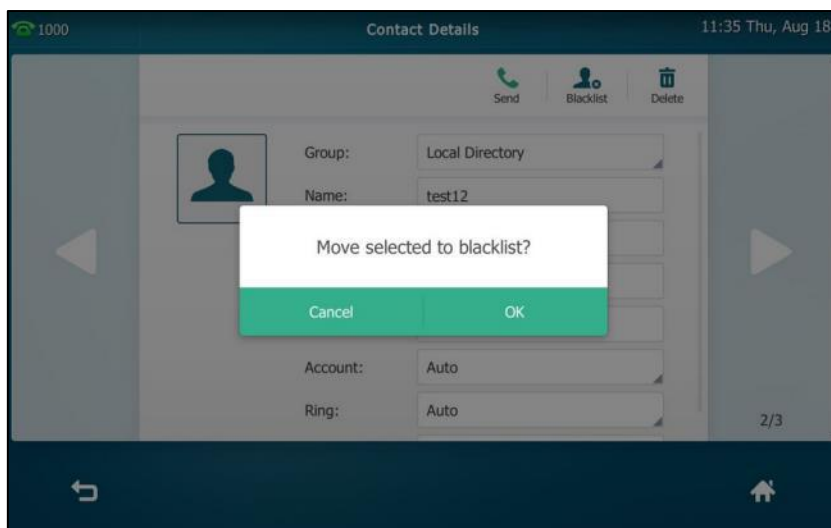 1000 Contact Details 11:35 Thu, Aug 18
Send Blacklist Delete
Group: Local Directory
Name: test12
Move selected to blacklist?
Cancel OK
Account: Auto
Ring: Auto
2/3